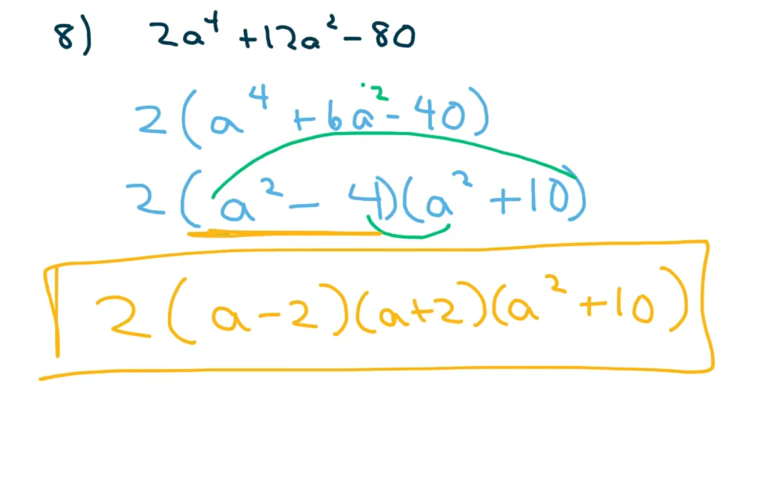 8) 2a⁴ +12a² - 80
2(a⁴ + 6a² - 40)
2(a² - 4)(a² + 10)
2(a-2)(a+2)(a² +10)